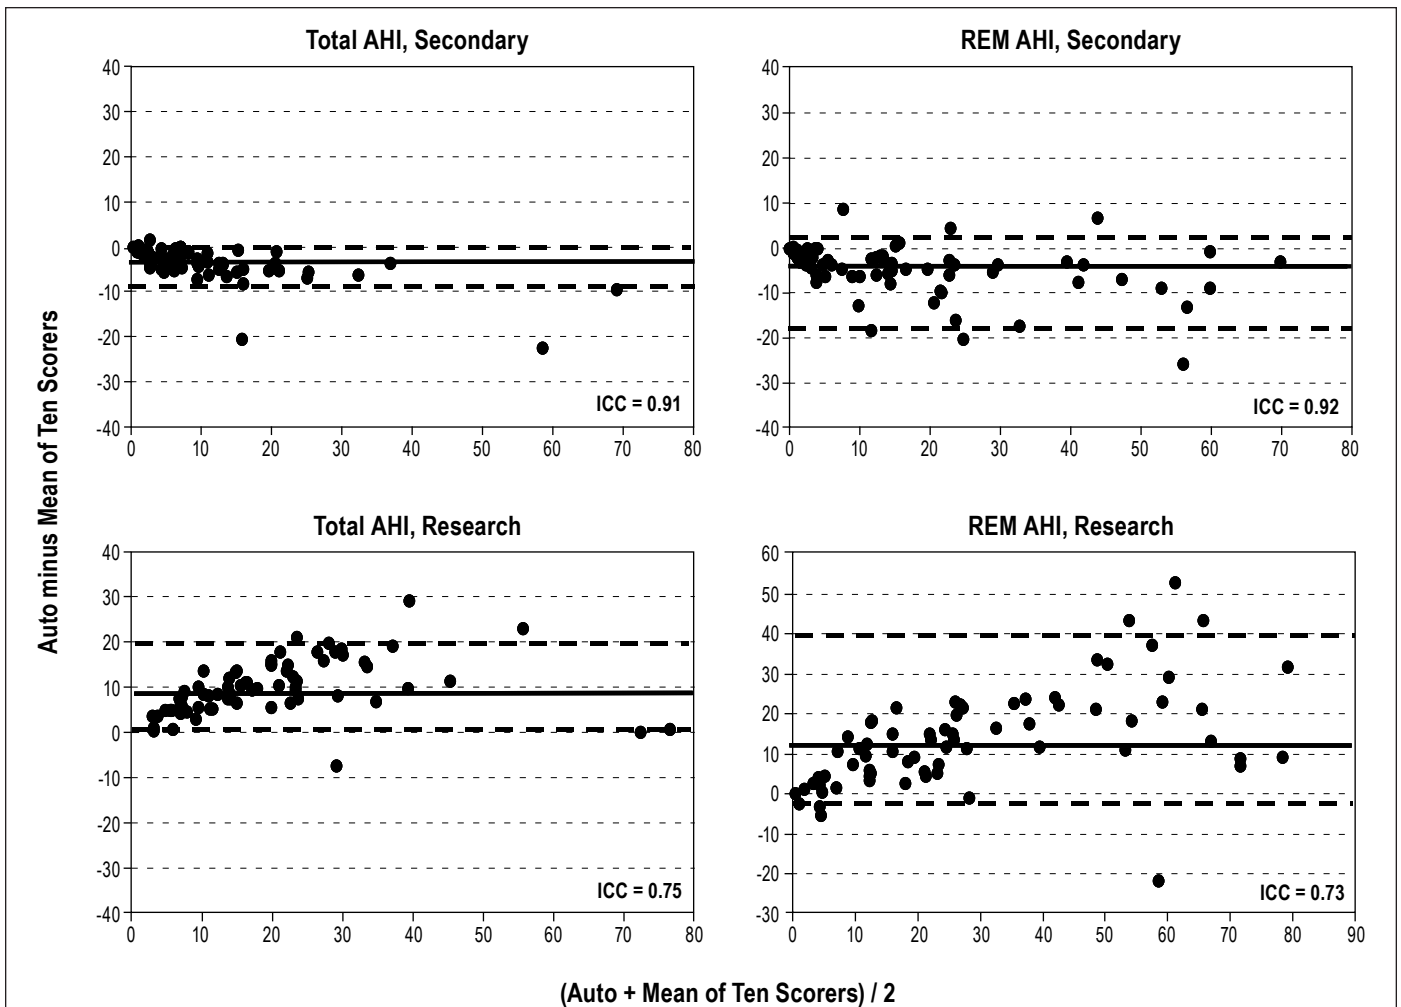 Total AHI, Secondary
40
30
20
10
0
-10
-20
-30
-40
0 10 20 30 40 50 60 70 80
ICC = 0.91
REM AHI, Secondary
40
30
20
10
0
-10
-20
-30
-40
0 10 20 30 40 50 60 70 80
ICC = 0.92
Auto minus Mean of Ten Scorers
Total AHI, Research
40
30
20
10
0
-10
-20
-30
-40
0 10 20 30 40 50 60 70 80
ICC = 0.75
REM AHI, Research
60
50
40
30
20
10
0
-10
-20
-30
0 10 20 30 40 50 60 70 80 90
ICC = 0.73
(Auto + Mean of Ten Scorers) / 2